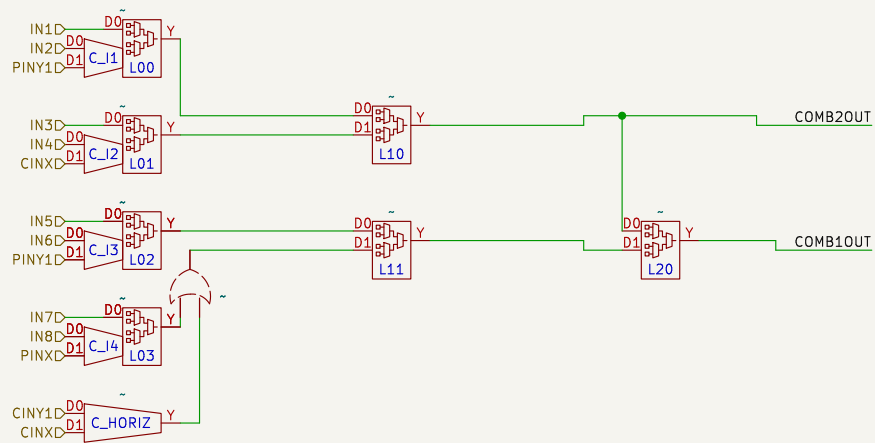 ~
IN1 D0 Y
IN2 D0
C_I1
PINY1 D1 L00
~
~
D0 Y
IN3 D0 D1
IN4 D0 Y
C_I2
CINX D1 L01 L10
COMB2OUT
~
~
IN5 D0 Y D0 Y
IN6 D0 D1
C_I3
PINY1 D1 L02 L11
~
D0 Y
D1
L20
COMB1OUT
~
~
IN7 D0 Y
IN8 D0
C_I4
PINX D1 L03
~
CINY1 D0 Y
C_HORIZ
CINX D1